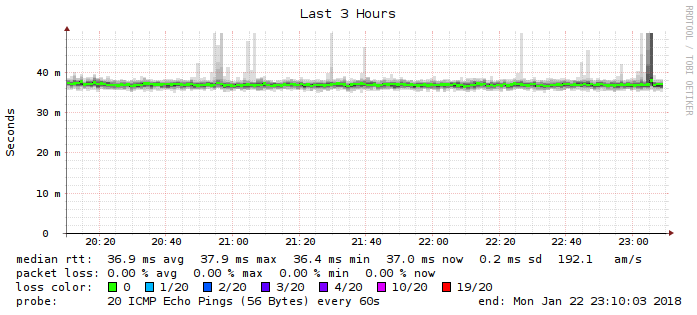 Last 3 Hours
RRDTOOL / TOBI OETIKER
Seconds
40 m
30 m
20 m
10 m
0
20:20 20:40 21:00 21:20 21:40 22:00 22:20 22:40 23:00
median rtt: 36.9 ms avg 37.9 ms max 36.4 ms min 37.0 ms now 0.2 ms sd 192.1 am/s
packet loss: 0.00 % avg 0.00 % max 0.00 % min 0.00 % now
loss color: 0 1/20 2/20 3/20 4/20 10/20 19/20
probe: 20 ICMP Echo Pings (56 Bytes) every 60s end: Mon Jan 22 23:10:03 2018